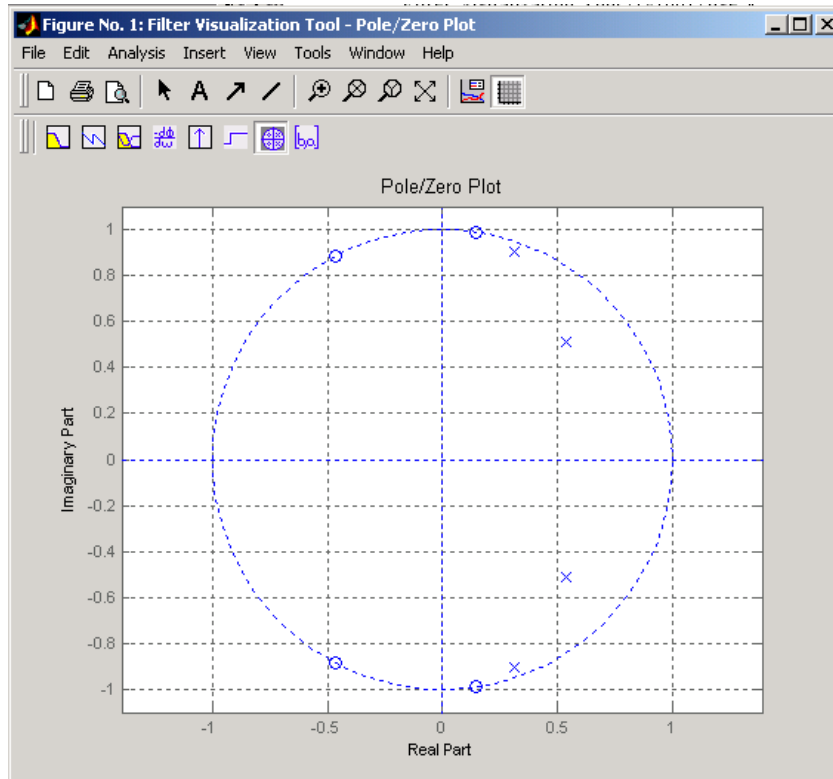 Figure No. 1: Filter Visualization Tool - Pole/Zero Plot
File Edit Analysis Insert View Tools Window Help
A
-dφ
dω
[b,a]
Pole/Zero Plot
1
0.8
0.6
0.4
0.2
0
-0.2
-0.4
-0.6
-0.8
-1
Imaginary Part
-1 -0.5 0 0.5 1
Real Part